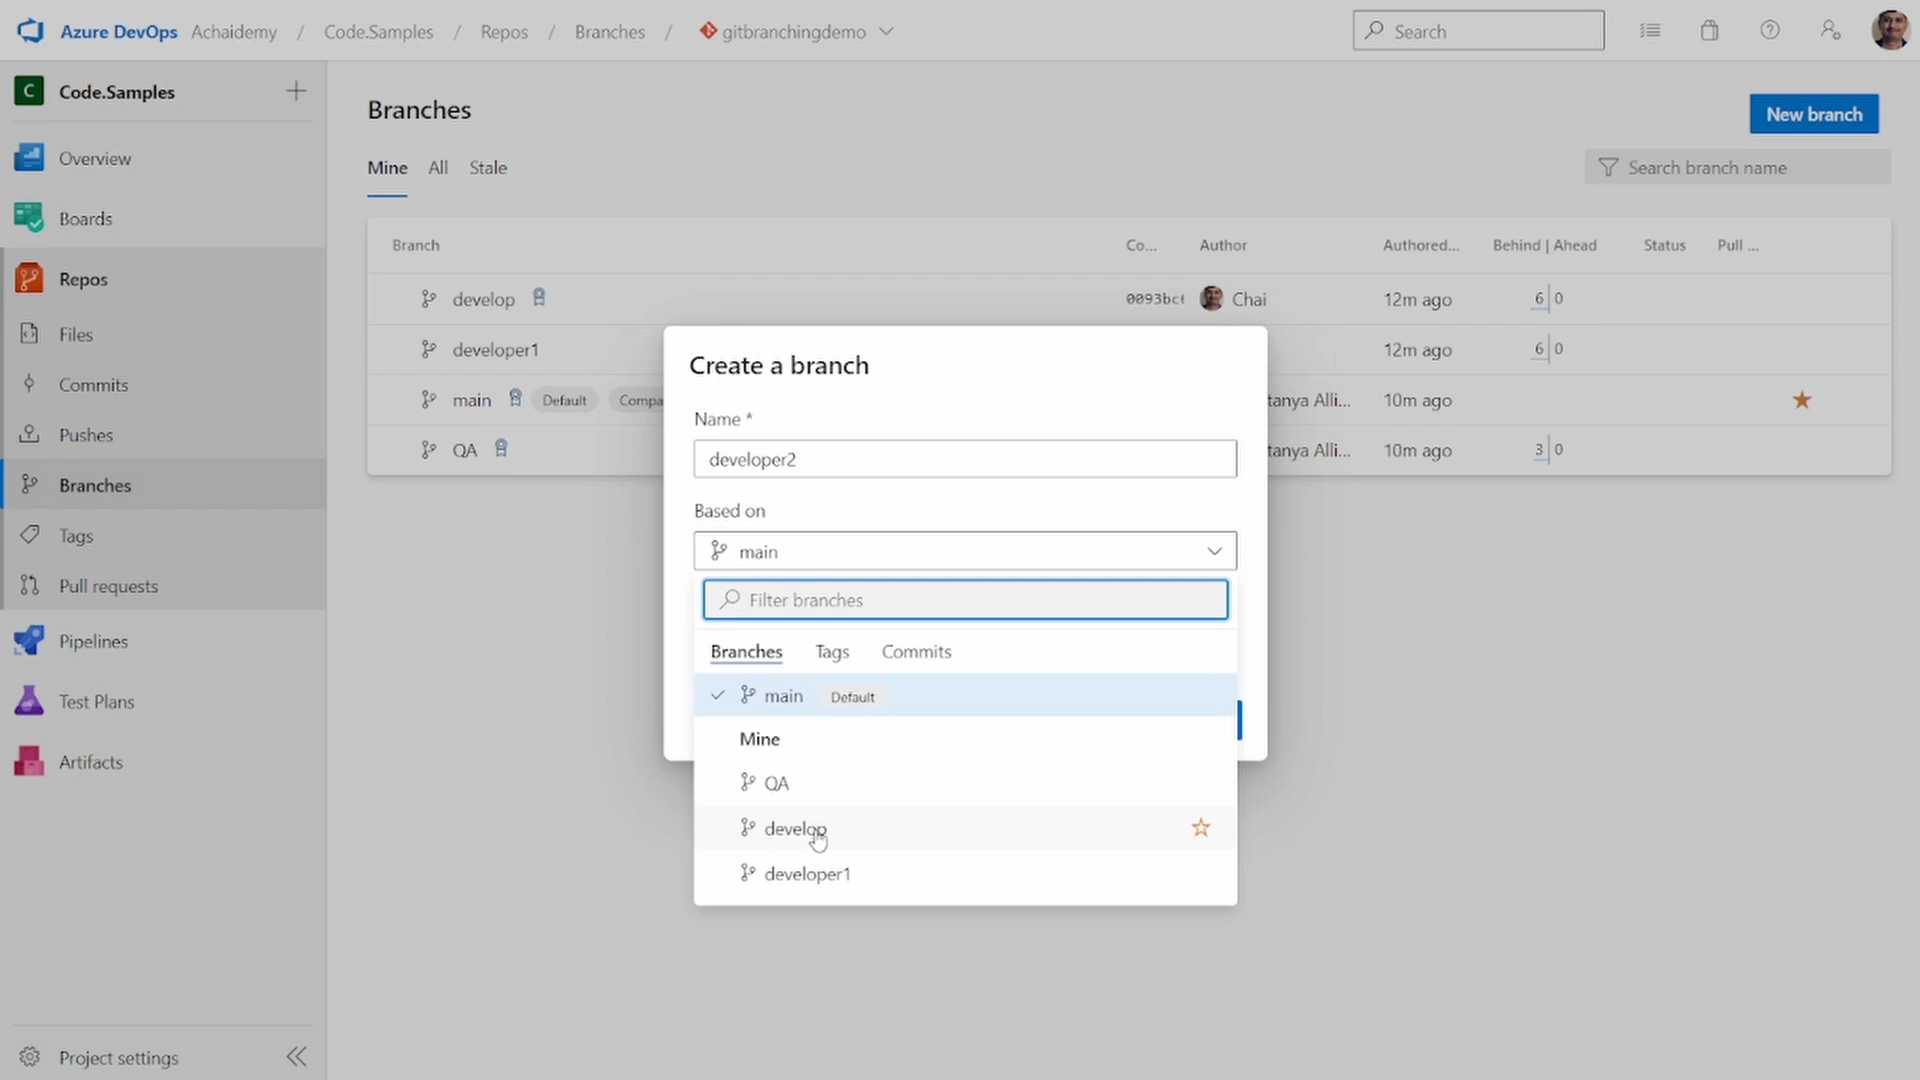 Azure DevOps Achaidemy / Code.Samples / Repos / Branches / gitbranchingdemo
Search
C Code.Samples
Overview
Boards
Repos
Files
Commits
Pushes
Branches
Tags
Pull requests
Pipelines
Test Plans
Artifacts
Project settings
Branches
New branch
Mine All Stale
Search branch name
Branch Co... Author Authored... Behind | Ahead Status Pull ...
develop 0093bc Chai 12m ago 6 0
developer1 12m ago 6 0
main Default Compa tanya Alli... 10m ago
QA tanya Alli... 10m ago 3 0
Create a branch
Name *
developer2
Based on
main
Filter branches
Branches Tags Commits
main Default
Mine
QA
develop
developer1